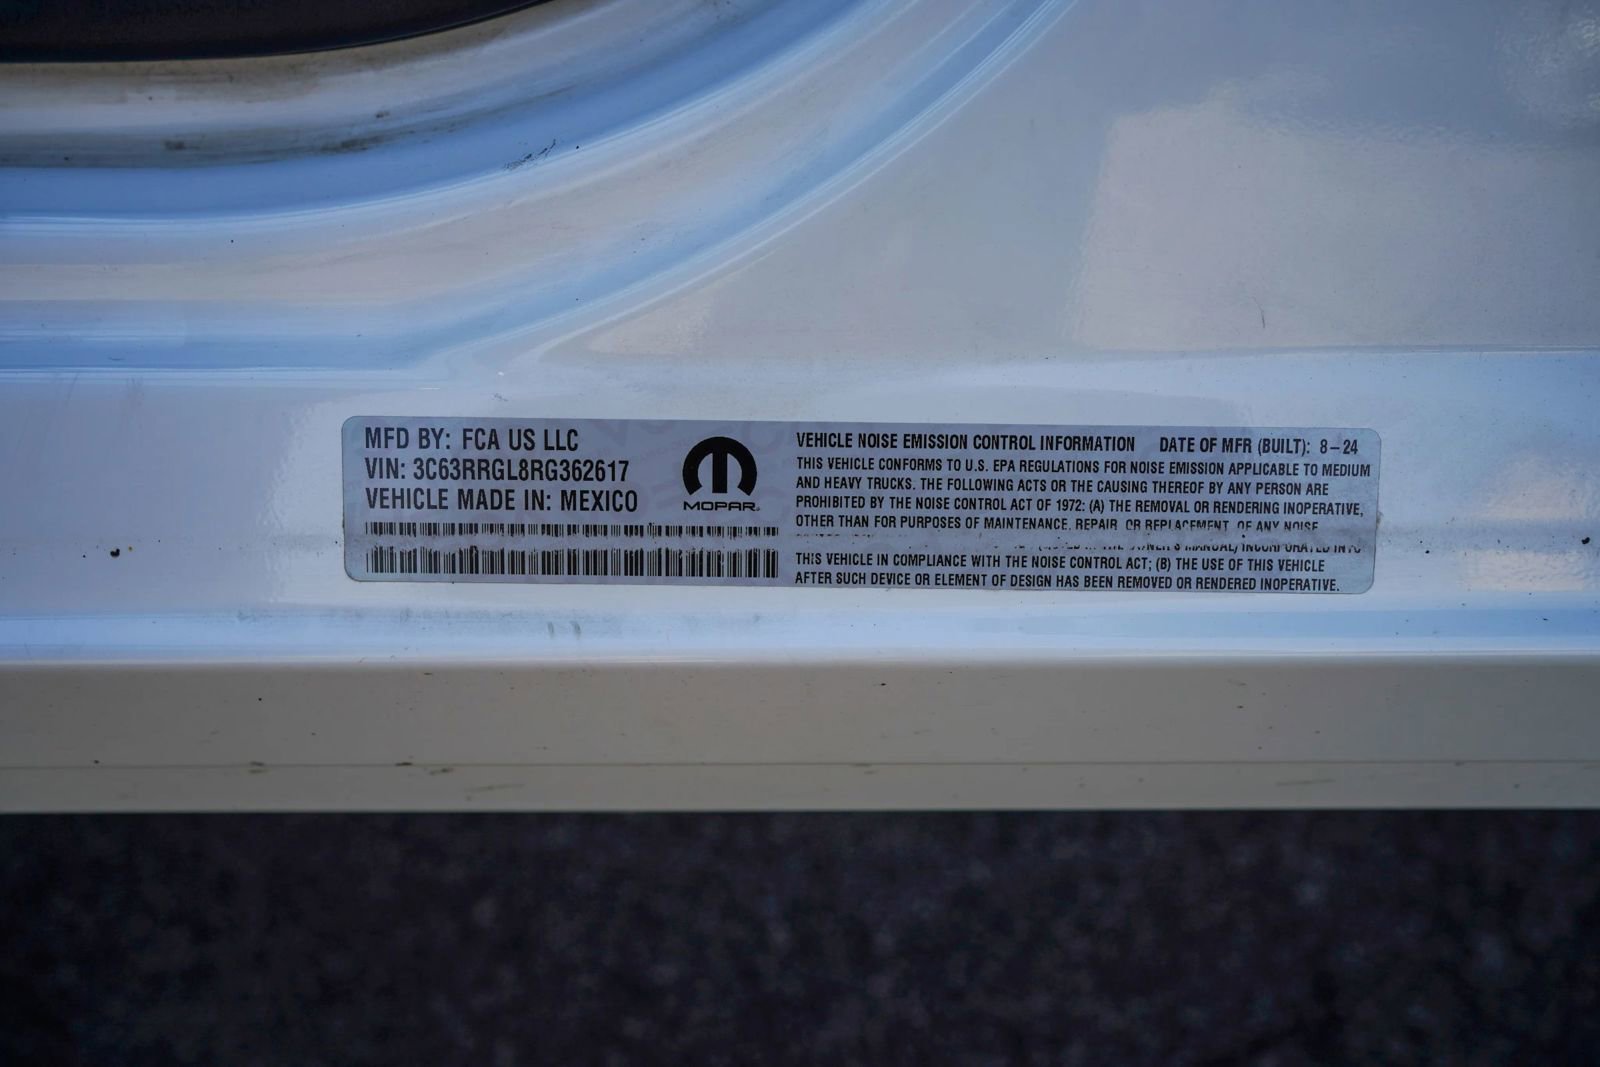 MFD BY: FCA US LLC
VIN: 3C63RRGL8RG362617
VEHICLE MADE IN: MEXICO
MOPAR
VEHICLE NOISE EMISSION CONTROL INFORMATION DATE OF MFR (BUILT): 8-24
THIS VEHICLE CONFORMS TO U.S. EPA REGULATIONS FOR NOISE EMISSION APPLICABLE TO MEDIUM
AND HEAVY TRUCKS. THE FOLLOWING ACTS OR THE CAUSING THEREOF BY ANY PERSON ARE
PROHIBITED BY THE NOISE CONTROL ACT OF 1972: (A) THE REMOVAL OR RENDERING INOPERATIVE,
OTHER THAN FOR PURPOSES OF MAINTENANCE, REPAIR, OR REPLACEMENT, OF ANY NOISE
THE OWNER'S MANUAL) INCORPORATED INTO
THIS VEHICLE IN COMPLIANCE WITH THE NOISE CONTROL ACT; (B) THE USE OF THIS VEHICLE
AFTER SUCH DEVICE OR ELEMENT OF DESIGN HAS BEEN REMOVED OR RENDERED INOPERATIVE.